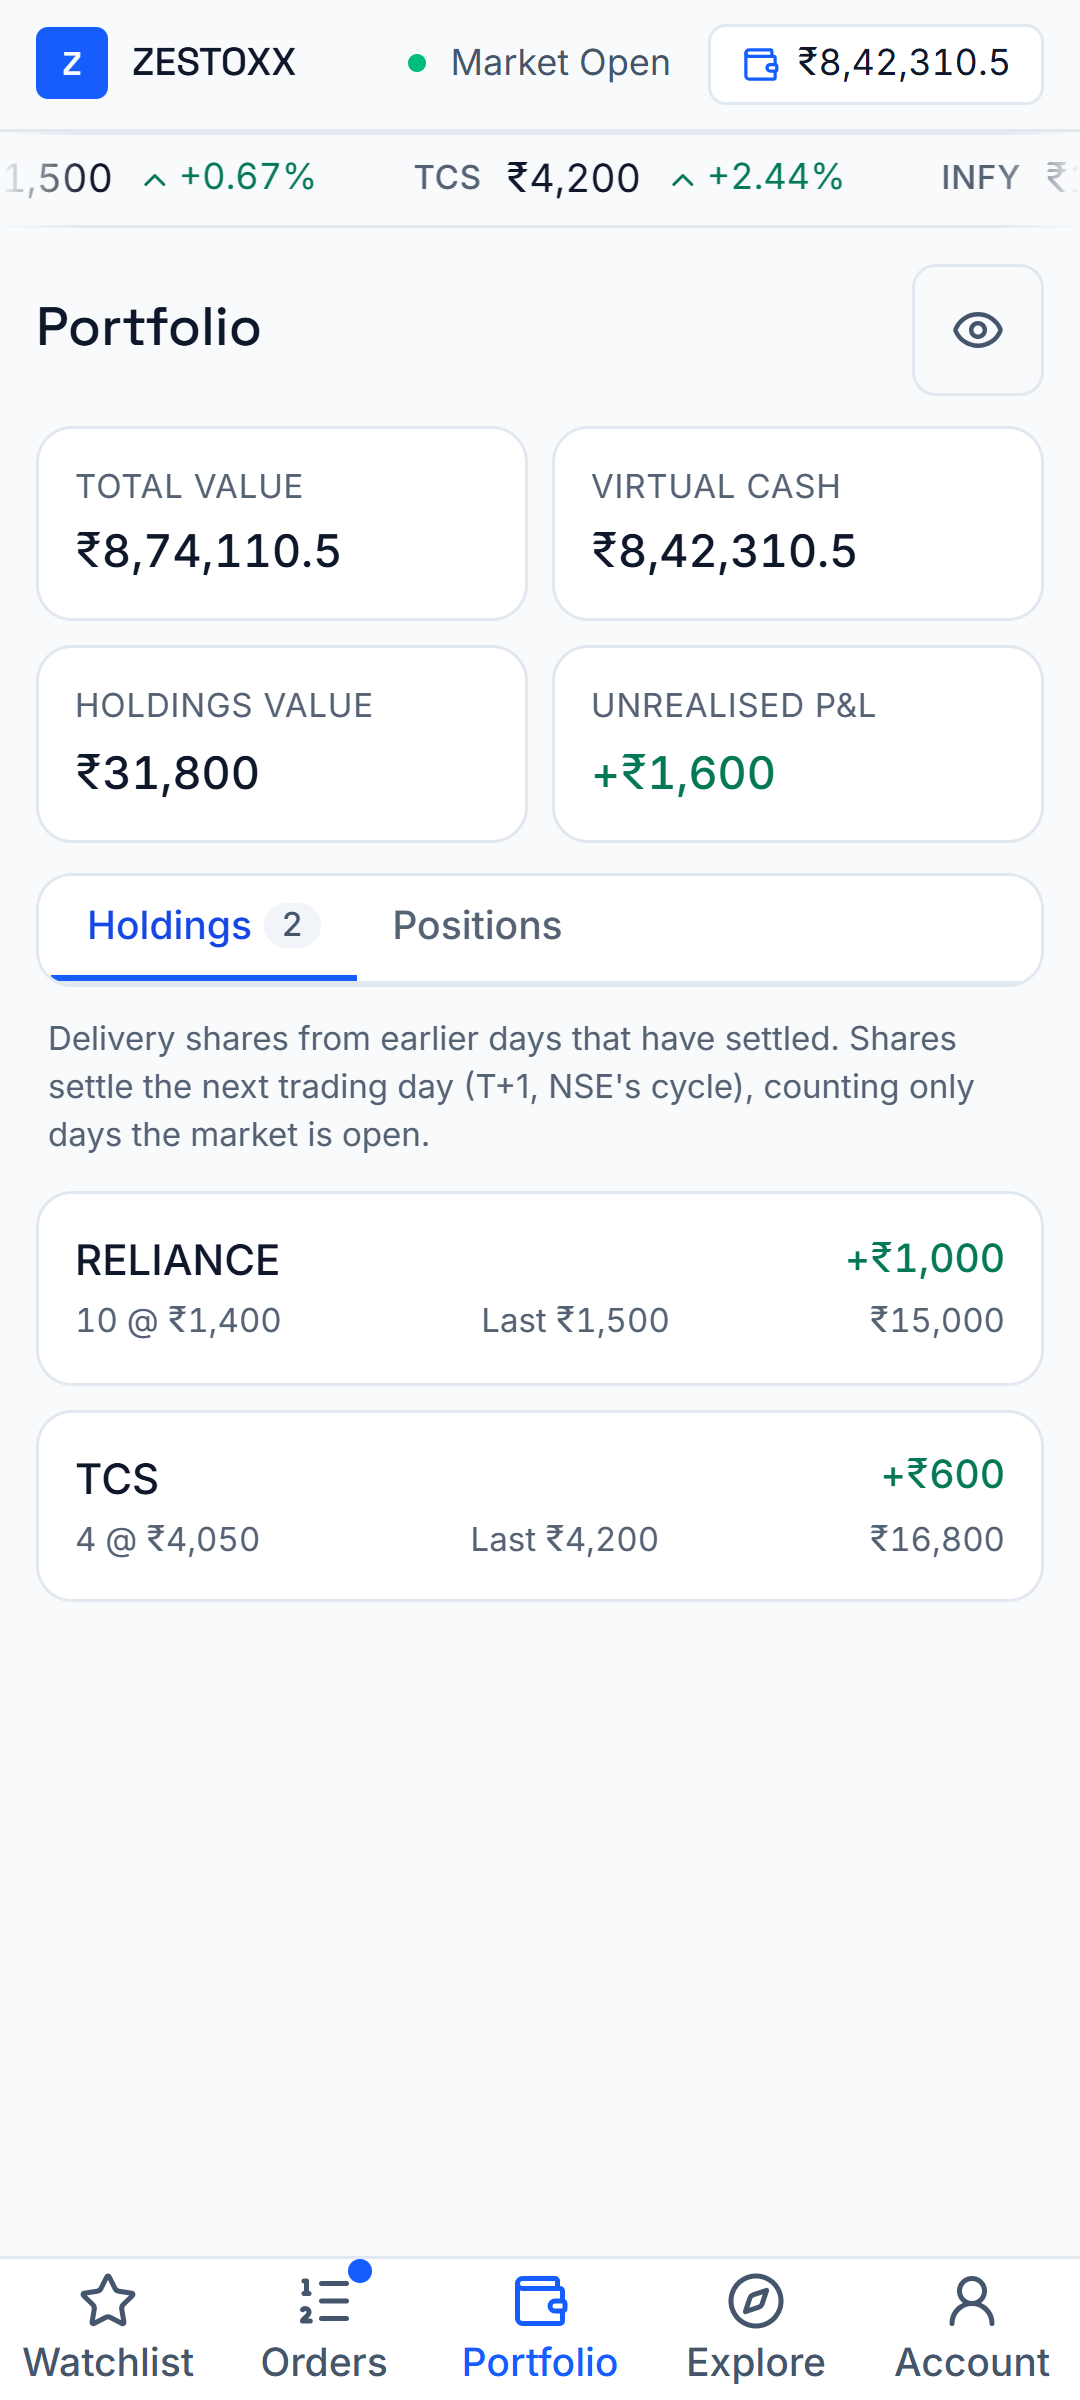 Z ZESTOXX Market Open ₹8,42,310.5
1,500 +0.67% TCS ₹4,200 +2.44% INFY
Portfolio
TOTAL VALUE VIRTUAL CASH
₹8,74,110.5 ₹8,42,310.5
HOLDINGS VALUE UNREALISED P&L
₹31,800 +₹1,600
Holdings 2 Positions
Delivery shares from earlier days that have settled. Shares
settle the next trading day (T+1, NSE's cycle), counting only
days the market is open.
RELIANCE +₹1,000
10 @ ₹1,400 Last ₹1,500 ₹15,000
TCS +₹600
4 @ ₹4,050 Last ₹4,200 ₹16,800
Watchlist Orders Portfolio Explore Account